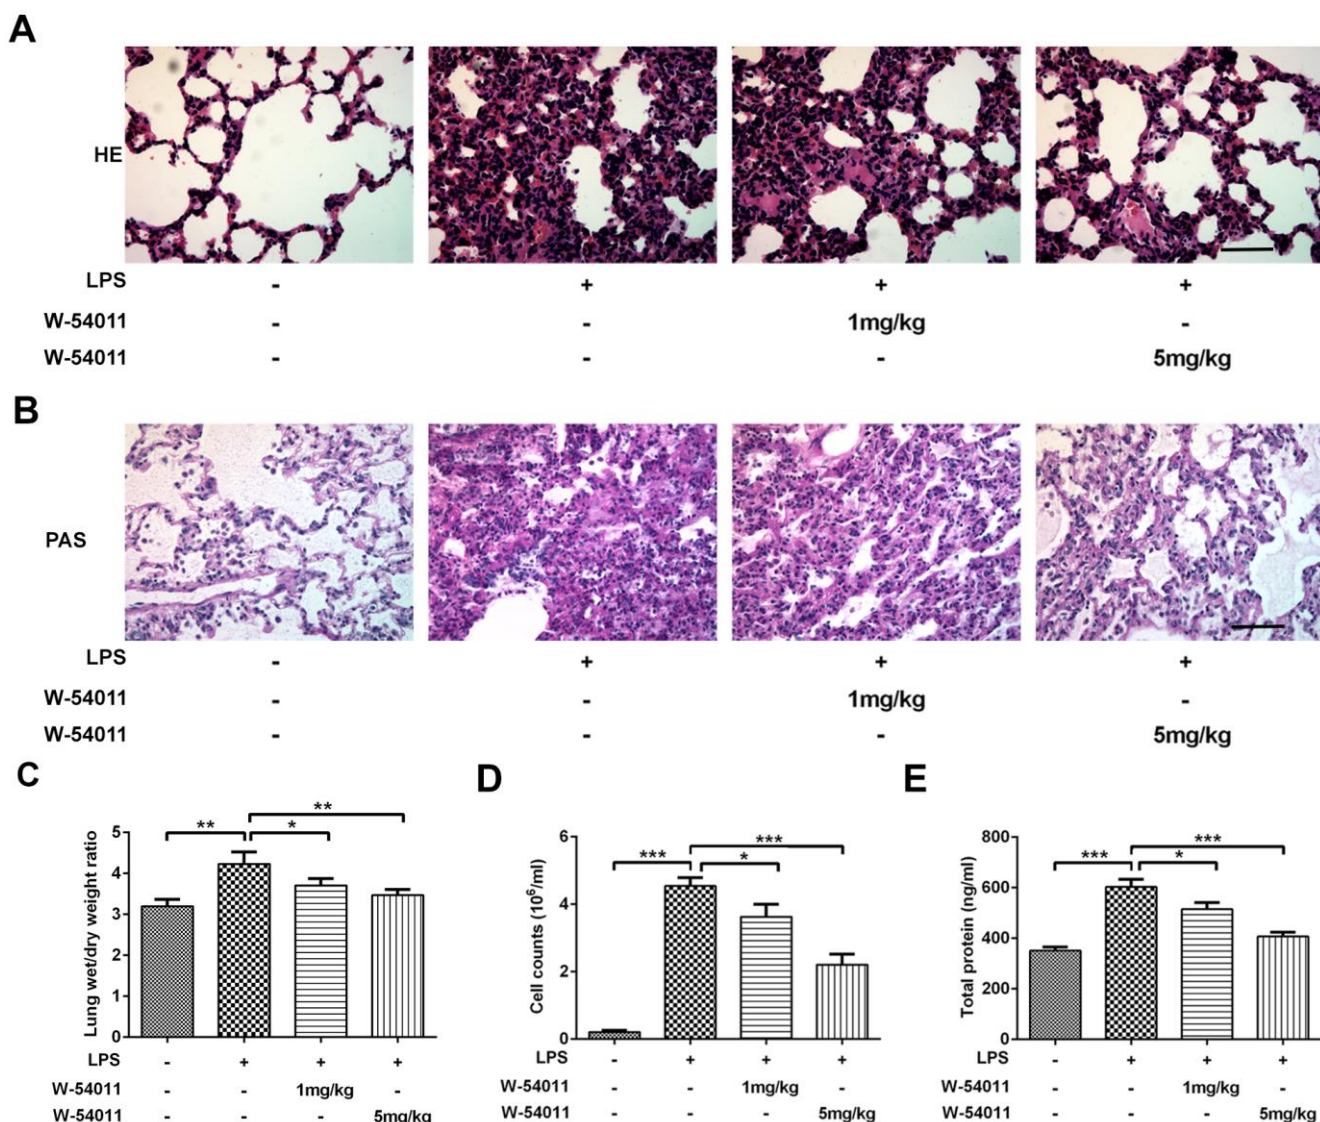 A
HE
LPS - + + +
W-54011 - - 1mg/kg -
W-54011 - - - 5mg/kg
B
PAS
LPS - + + +
W-54011 - - 1mg/kg -
W-54011 - - - 5mg/kg
C
Lung wet/dry weight ratio
5
4
3
2
1
0
** * **
LPS - + + +
W-54011 - - 1mg/kg -
W-54011 - - - 5mg/kg
D
Cell counts (10⁶/ml)
6
4
2
0
*** * ***
LPS - + + +
W-54011 - - 1mg/kg -
W-54011 - - - 5mg/kg
E
Total protein (ng/ml)
800
600
400
200
0
*** * ***
LPS - + + +
W-54011 - - 1mg/kg -
W-54011 - - - 5mg/kg